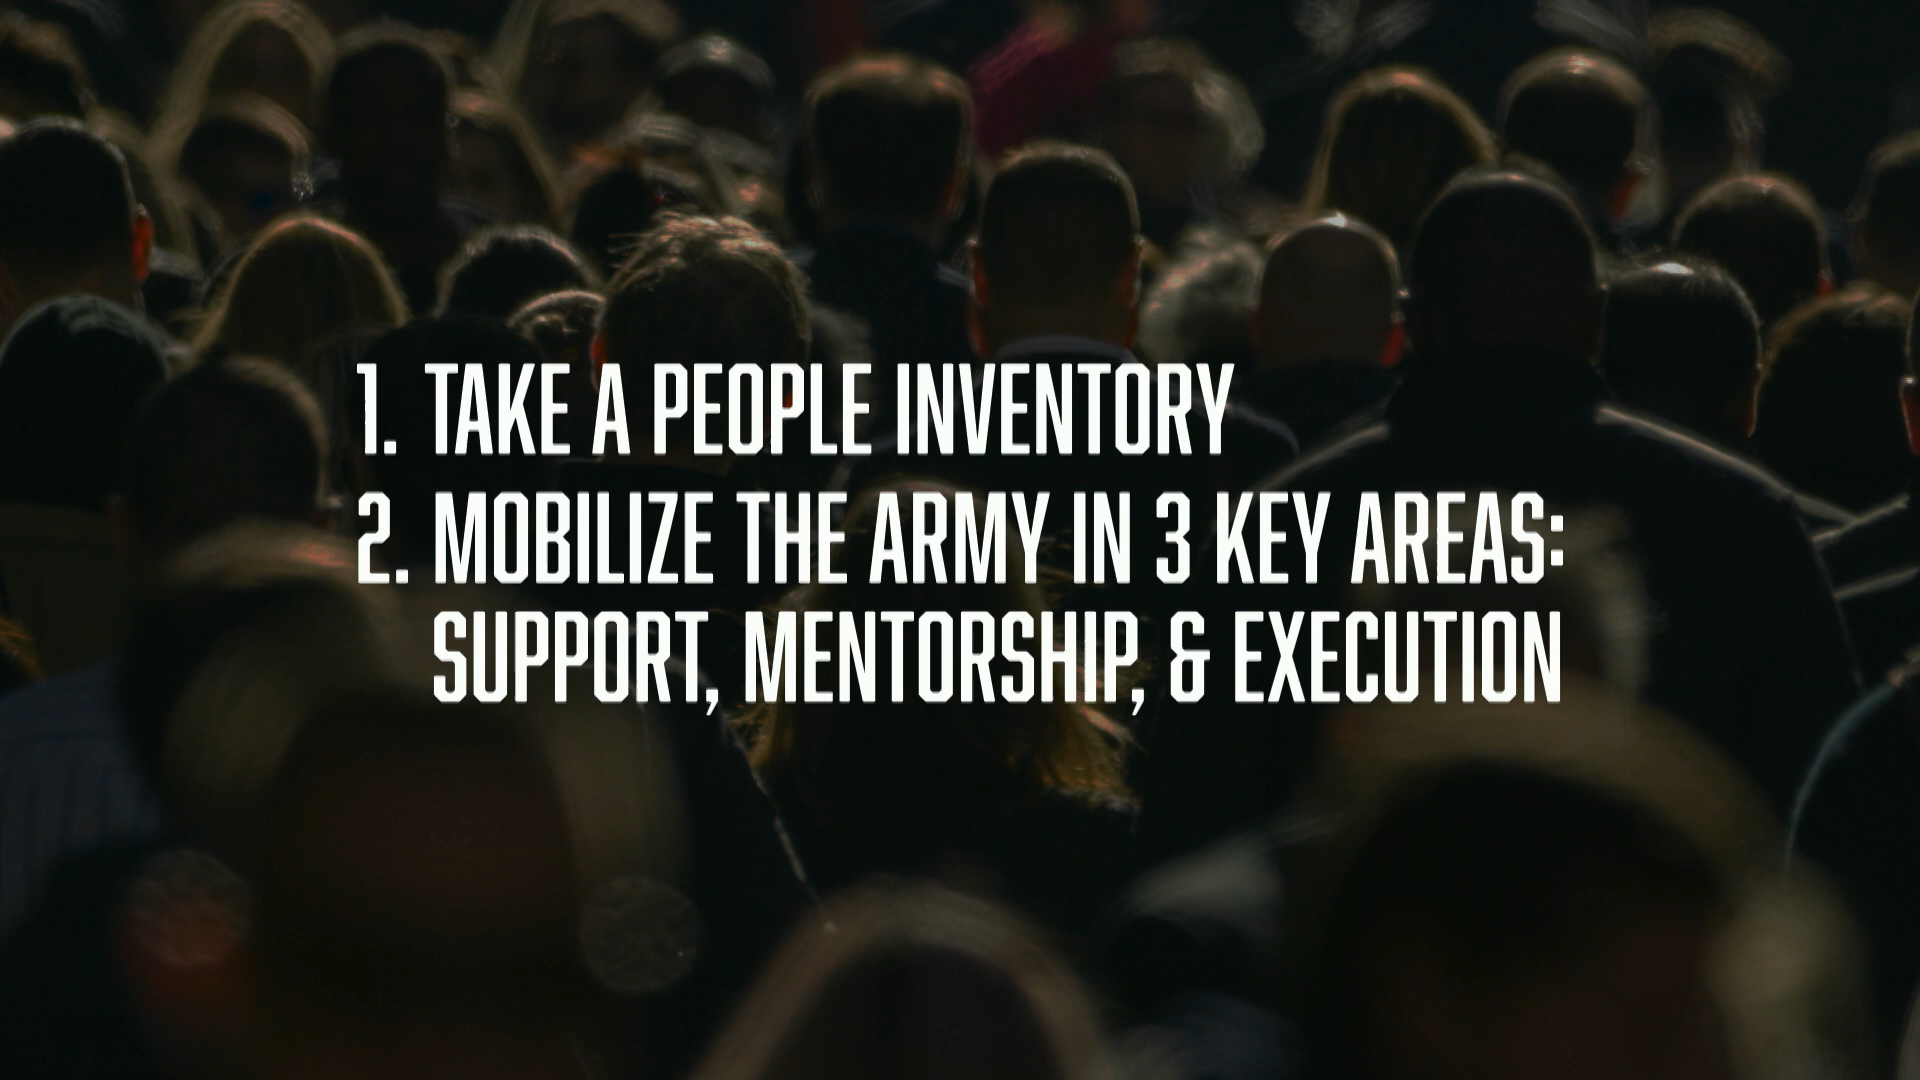 1. TAKE A PEOPLE INVENTORY
2. MOBILIZE THE ARMY IN 3 KEY AREAS:
SUPPORT, MENTORSHIP, & EXECUTION